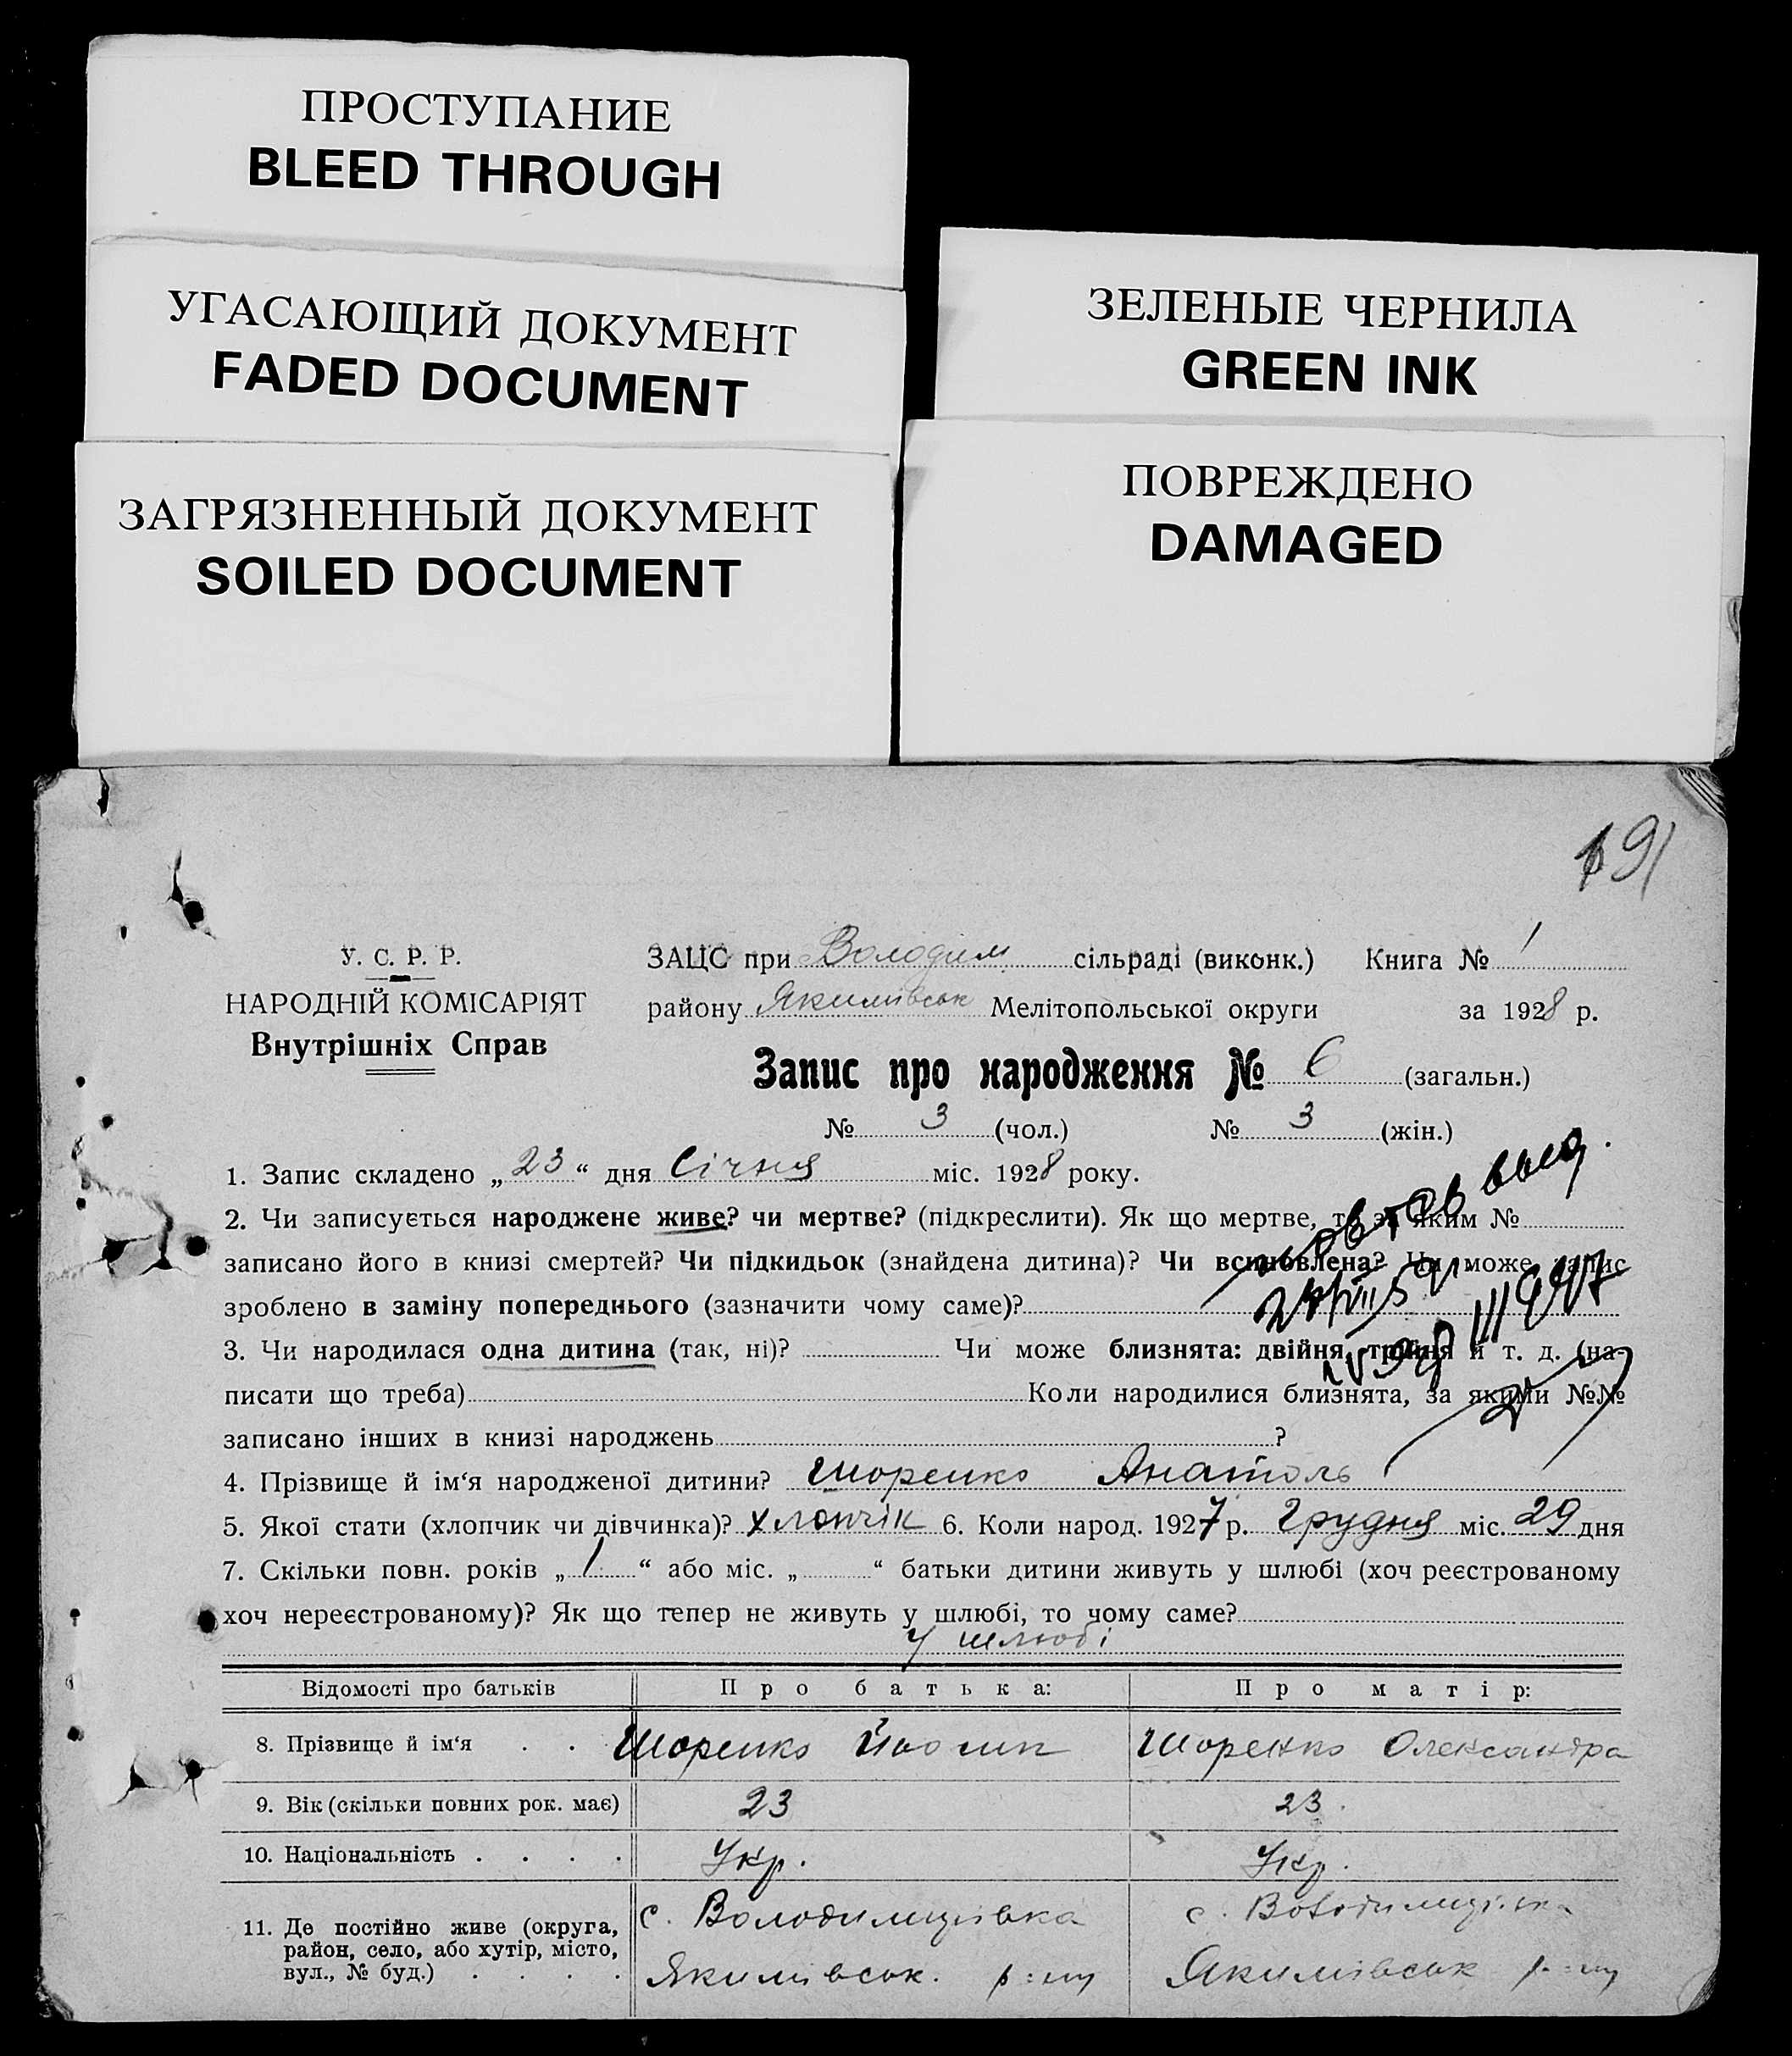 ПРОСТУПАНИЕ
BLEED THROUGH
УГАСАЮЩИЙ ДОКУМЕНТ
FADED DOCUMENT
ЗАГРЯЗНЕННЫЙ ДОКУМЕНТ
SOILED DOCUMENT
ЗЕЛЕНЫЕ ЧЕРНИЛА
GREEN INK
ПОВРЕЖДЕНО
DAMAGED
191
У. С. Р. Р.
НАРОДНІЙ КОМІСАРІЯТ
Внутрішніх Справ
ЗАЦС при Володим сільраді (виконк.) Книга № 1
району Якимівськ Мелітопольської округи за 1928 р.
Запис про народження № 6 (загальн.)
№ 3 (чол.) № 3 (жін.)
1. Запис складено „23“ дня Січня міс. 1928 року.
2. Чи записується народжене живе? чи мертве? (підкреслити). Як що мертве, то за яким №
записано його в книзі смертей? Чи підкидьок (знайдена дитина)? Чи всиновлена? Чи може запис
зроблено в заміну попереднього (зазначити чому саме)?
3. Чи народилася одна дитина (так, ні)? Чи може близнята: двійня, трійня й т. д. (на-
писати що треба) Коли народилися близнята, за якими №№
записано інших в книзі народжень ?
4. Прізвище й ім‘я народженої дитини? Шоренко Анатоль
5. Якої стати (хлопчик чи дівчинка)? хлопчік 6. Коли народ. 1927 р. Грудня міс. 29 дня
7. Скільки повн. років „1“ або міс. „ “ батьки дитини живуть у шлюбі (хоч реєстрованому
хоч нереєстрованому)? Як що тепер не живуть у шлюбі, то чому саме?
У шлюбі
Відомості про батьків Про батька: Про матір:
8. Прізвище й ім‘я . . Шоренко Шоренко Олександра
9. Вік (скільки повних рок. має) 23 23.
10. Національність . . . . Укр. Укр.
11. Де постійно живе (округа, район, село, або хутір, місто, вул., № буд.) . . . .
с. Володимирівка с. Володимирівка
Якимівськ. Якимівськ